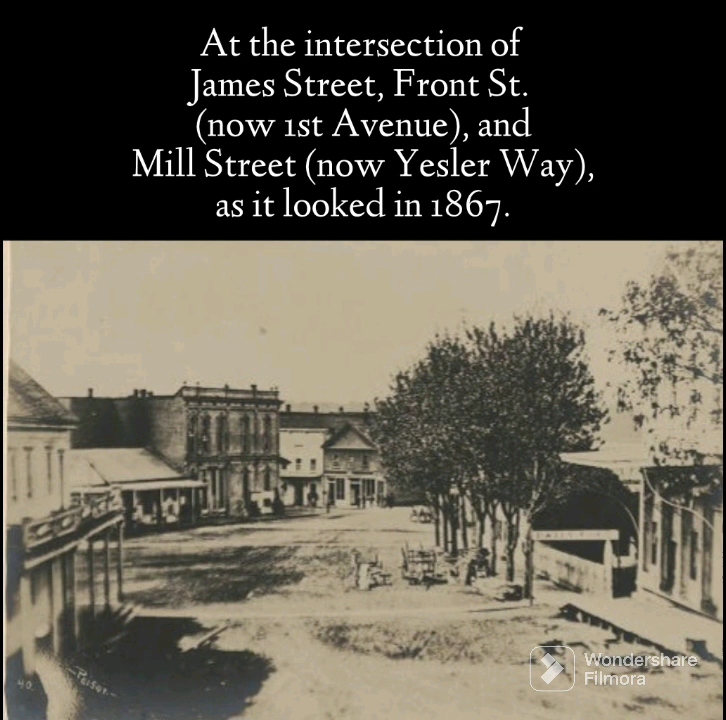 At the intersection of
James Street, Front St.
(now 1st Avenue), and
Mill Street (now Yesler Way),
as it looked in 1867.
40.
Peiser.
Wondershare
Filmora